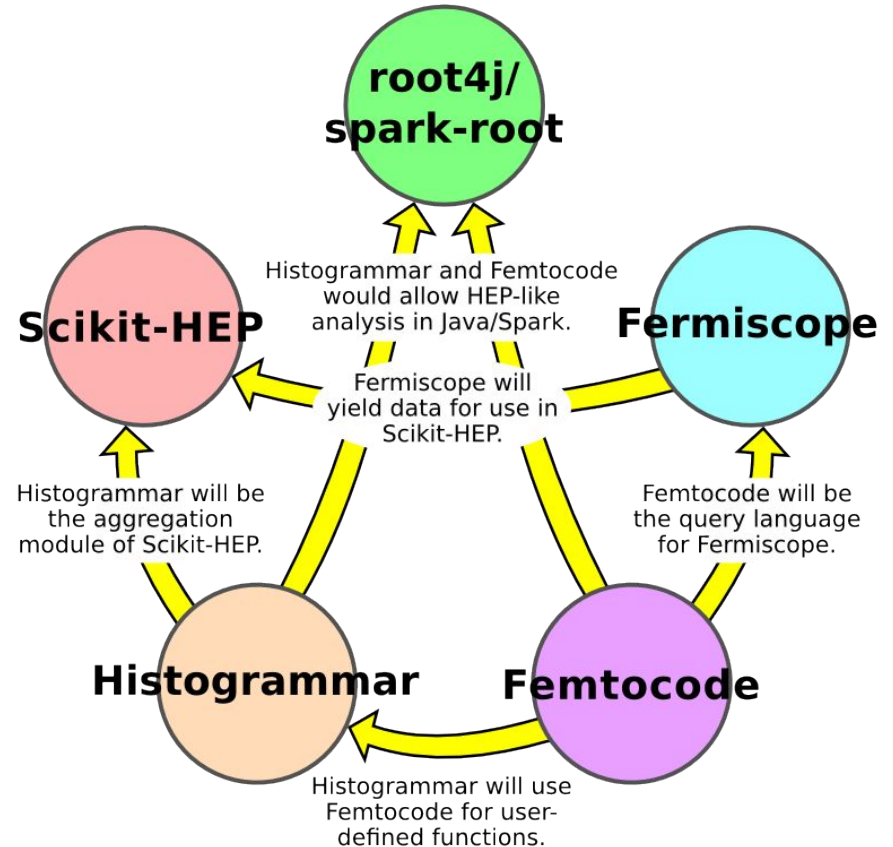 root4j/
spark-root
Histogrammar and Femtocode
would allow HEP-like
analysis in Java/Spark.
Scikit-HEP
Fermiscope
Fermiscope will
yield data for use in
Scikit-HEP.
Histogrammar will be
the aggregation
module of Scikit-HEP.
Femtocode will be
the query language
for Fermiscope.
Histogrammar
Femtocode
Histogrammar will use
Femtocode for user-
defined functions.